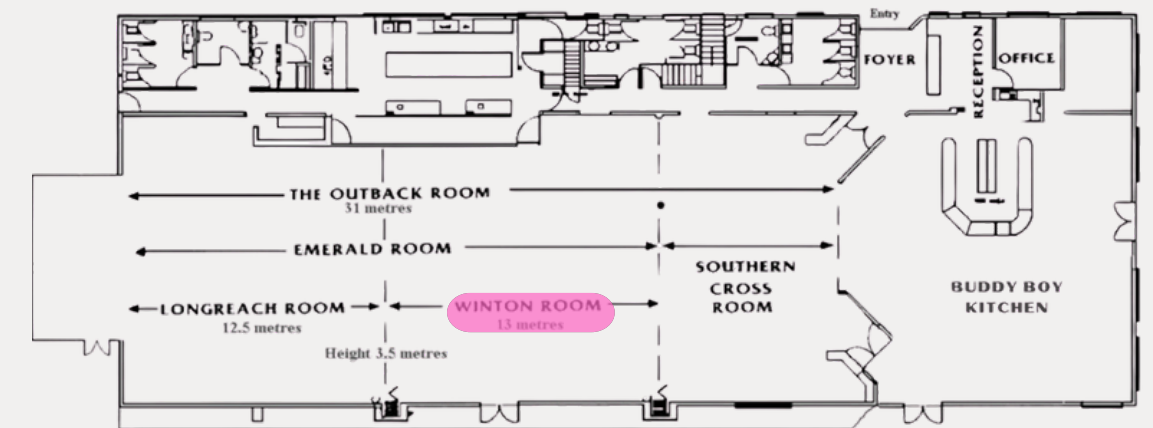 Entry
FOYER
RECEPTION
OFFICE
THE OUTBACK ROOM
31 metres
EMERALD ROOM
SOUTHERN
CROSS
ROOM
LONGREACH ROOM
12.5 metres
WINTON ROOM
13 metres
BUDDY BOY
KITCHEN
Height 3.5 metres